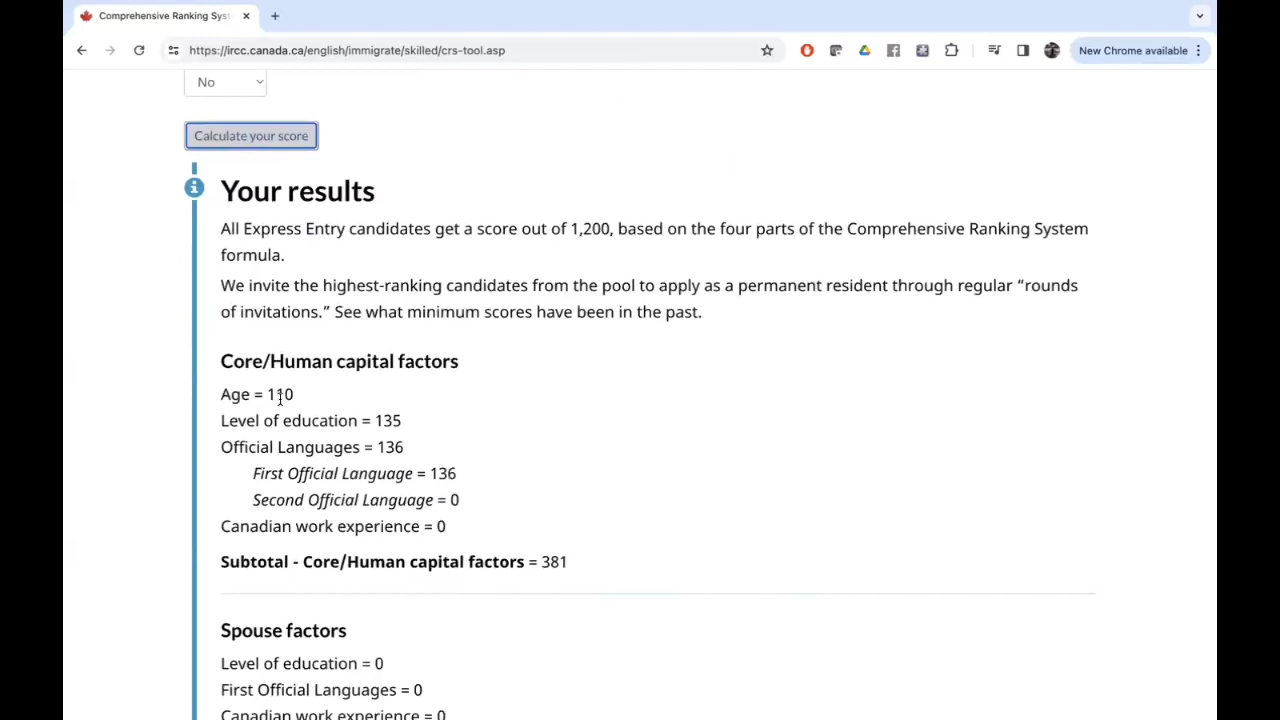 Comprehensive Ranking Syst
https://ircc.canada.ca/english/immigrate/skilled/crs-tool.asp
New Chrome available
No
Calculate your score
Your results
All Express Entry candidates get a score out of 1,200, based on the four parts of the Comprehensive Ranking System
formula.
We invite the highest-ranking candidates from the pool to apply as a permanent resident through regular “rounds
of invitations.” See what minimum scores have been in the past.
Core/Human capital factors
Age = 110
Level of education = 135
Official Languages = 136
First Official Language = 136
Second Official Language = 0
Canadian work experience = 0
Subtotal - Core/Human capital factors = 381
Spouse factors
Level of education = 0
First Official Languages = 0
Canadian work experience = 0